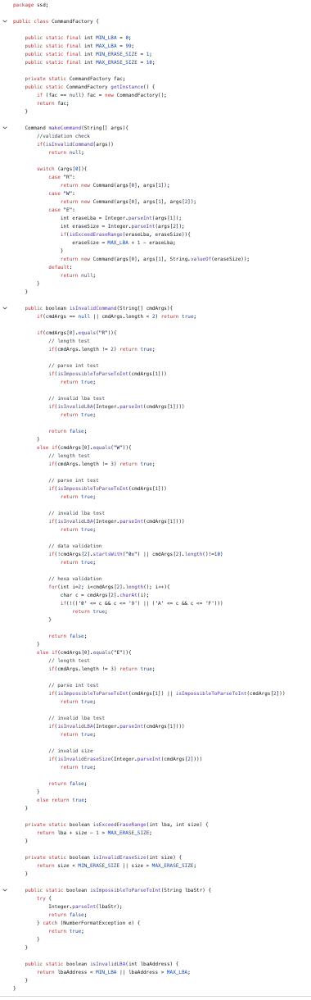 package ssd;
public class CommandFactory {
public static final int MIN_LBA = 0;
public static final int MAX_LBA = 99;
public static final int MIN_ERASE_SIZE = 1;
public static final int MAX_ERASE_SIZE = 10;
private static CommandFactory fac;
public static CommandFactory getInstance() {
if (fac == null) fac = new CommandFactory();
return fac;
}
Command makeCommand(String[] args){
//validation check
if(isInvalidCommand(args))
return null;
switch (args[0]){
case "R":
return new Command(args[0], args[1]);
case "W":
return new Command(args[0], args[1], args[2]);
case "E":
int eraseLba = Integer.parseInt(args[1]);
int eraseSize = Integer.parseInt(args[2]);
if(isExceedEraseRange(eraseLba, eraseSize)){
eraseSize = MAX_LBA + 1 - eraseLba;
}
return new Command(args[0], args[1], String.valueOf(eraseSize));
default:
return null;
}
}
public boolean isInvalidCommand(String[] cmdArgs){
if(cmdArgs == null || cmdArgs.length < 2) return true;
if(cmdArgs[0].equals("R")){
// length test
if(cmdArgs.length != 2) return true;
// parse int test
if(isImpossibleToParseToInt(cmdArgs[1]))
return true;
// invalid lba test
if(isInvalidLBA(Integer.parseInt(cmdArgs[1])))
return true;
return false;
}
else if(cmdArgs[0].equals("W")){
// length test
if(cmdArgs.length != 3) return true;
// parse int test
if(isImpossibleToParseToInt(cmdArgs[1]))
return true;
// invalid lba test
if(isInvalidLBA(Integer.parseInt(cmdArgs[1])))
return true;
// data validation
if(!cmdArgs[2].startsWith("0x") || cmdArgs[2].length()!=10)
return true;
// hexa validation
for(int i=2; i<cmdArgs[2].length(); i++){
char c = cmdArgs[2].charAt(i);
if(!(('0' <= c && c <= '9') || ('A' <= c && c <= 'F')))
return true;
}
return false;
}
else if(cmdArgs[0].equals("E")){
// length test
if(cmdArgs.length != 3) return true;
// parse int test
if(isImpossibleToParseToInt(cmdArgs[1]) || isImpossibleToParseToInt(cmdArgs[2]))
return true;
// invalid lba test
if(isInvalidLBA(Integer.parseInt(cmdArgs[1])))
return true;
// invalid size
if(isInvalidEraseSize(Integer.parseInt(cmdArgs[2])))
return true;
return false;
}
else return true;
}
private static boolean isExceedEraseRange(int lba, int size) {
return lba + size - 1 > MAX_ERASE_SIZE;
}
private static boolean isInvalidEraseSize(int size) {
return size < MIN_ERASE_SIZE || size > MAX_ERASE_SIZE;
}
public static boolean isImpossibleToParseToInt(String lbaStr) {
try {
Integer.parseInt(lbaStr);
return false;
} catch (NumberFormatException e) {
return true;
}
}
public static boolean isInvalidLBA(int lbaAddress) {
return lbaAddress < MIN_LBA || lbaAddress > MAX_LBA;
}
}